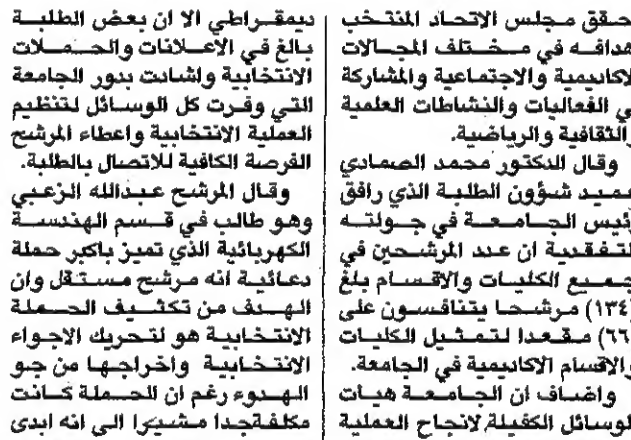 حقق مجلس الاتحاد المنتخب
هدافه في مختلف المجالات
الاكاديمية والاجتماعية والمشاركة
في الفعاليات والنشاطات العلمية
والثقافية والرياضية.
وقال الدكتور محمد الصمادي
عميد شؤون الطلبة الذي رافق
رئيس الجامعة في جولته
التفقدية ان عدد المرشحين في
جميع الكليات والاقسام بلغ
(١٣٤) مرشحا يتنافسون على
(٦٦) مقعدا لتمثيل الكليات
والاقسام الاكاديمية في الجامعة.
واضاف ان الجامعة هيأت
الوسائل الكفيلة لانجاح العملية
ديمقراطي الا ان بعض الطلبة
بالغ في الاعلانات والحملات
الانتخابية واشادت بدور الجامعة
التي وفرت كل الوسائل لتنظيم
العملية الانتخابية واعطاء المرشح
الفرصة الكافية للاتصال بالطلبة.
وقال المرشح عبدالله الزعبي
وهو طالب في قسم الهندسة
الكهربائية الذي تميز باكبر حملة
دعائية انه مرشح مستقل وان
الهدف من تكثيف الحملة
الانتخابية هو لتحريك الاجواء
الانتخابية واخراجها من جو
الهدوء رغم ان الحملة كانت
مكلفةجدا مشيرا الى انه ابدى